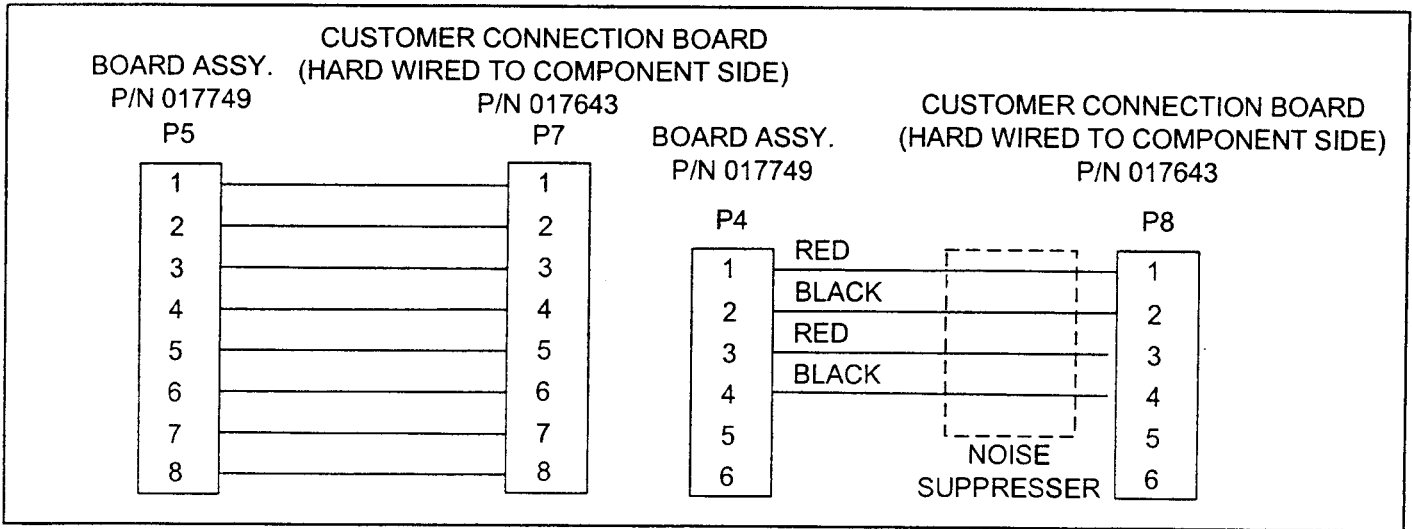 CUSTOMER CONNECTION BOARD
BOARD ASSY. (HARD WIRED TO COMPONENT SIDE)
P/N 017749 P/N 017643
P5 P7
1 1
2 2
3 3
4 4
5 5
6 6
7 7
8 8
CUSTOMER CONNECTION BOARD
BOARD ASSY. (HARD WIRED TO COMPONENT SIDE)
P/N 017749 P/N 017643
P4 P8
RED
1 1
BLACK
2 2
RED
3 3
BLACK
4 4
5 5
NOISE
6 6
SUPPRESSER